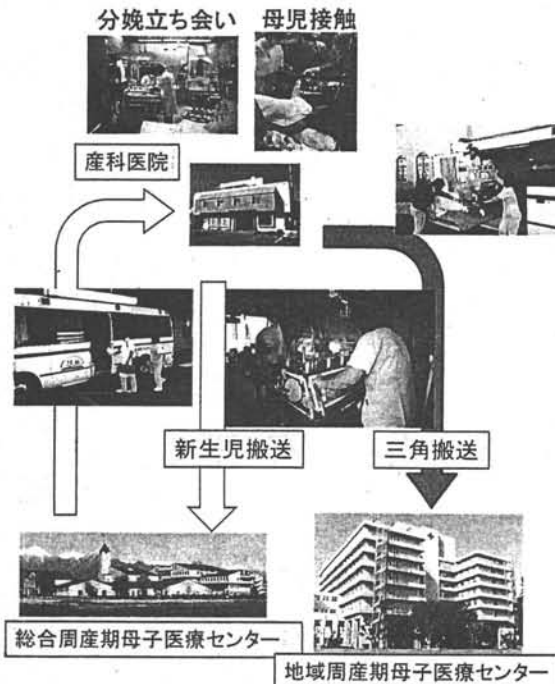 分娩立ち会い　母児接触
産科医院
新生児搬送
三角搬送
総合周産期母子医療センター
地域周産期母子医療センター